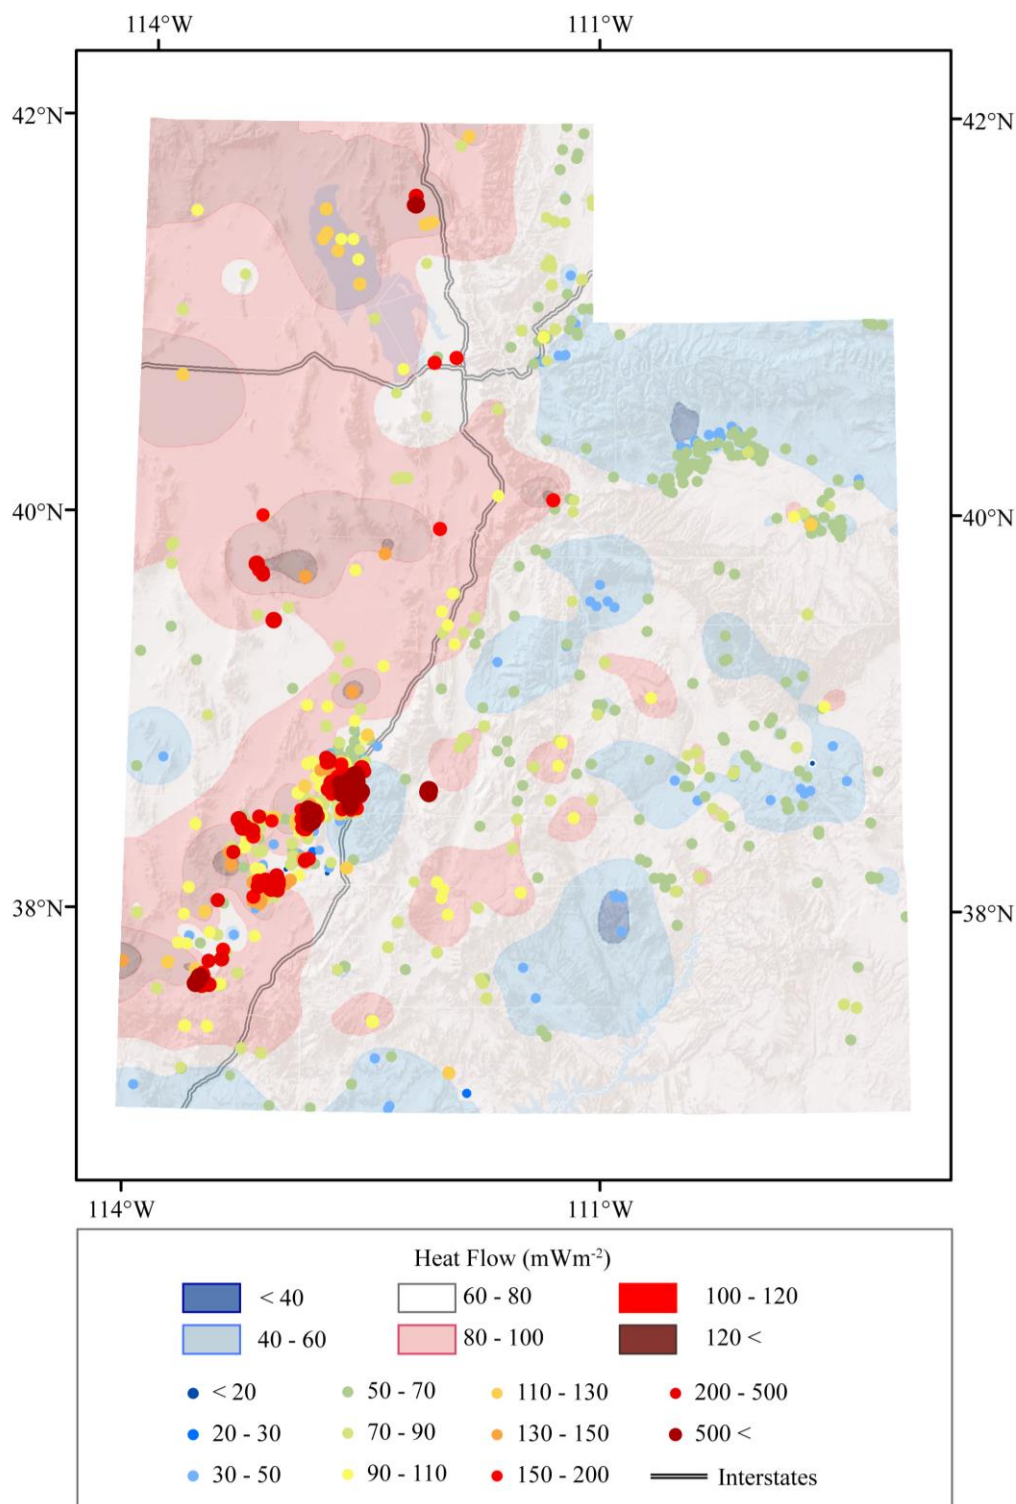 114°W 111°W
42°N 42°N
40°N 40°N
38°N 38°N
114°W 111°W
Heat Flow (mWm-2)
< 40 60 - 80 100 - 120
40 - 60 80 - 100 120 <
< 20 50 - 70 110 - 130 200 - 500
20 - 30 70 - 90 130 - 150 500 <
30 - 50 90 - 110 150 - 200 Interstates